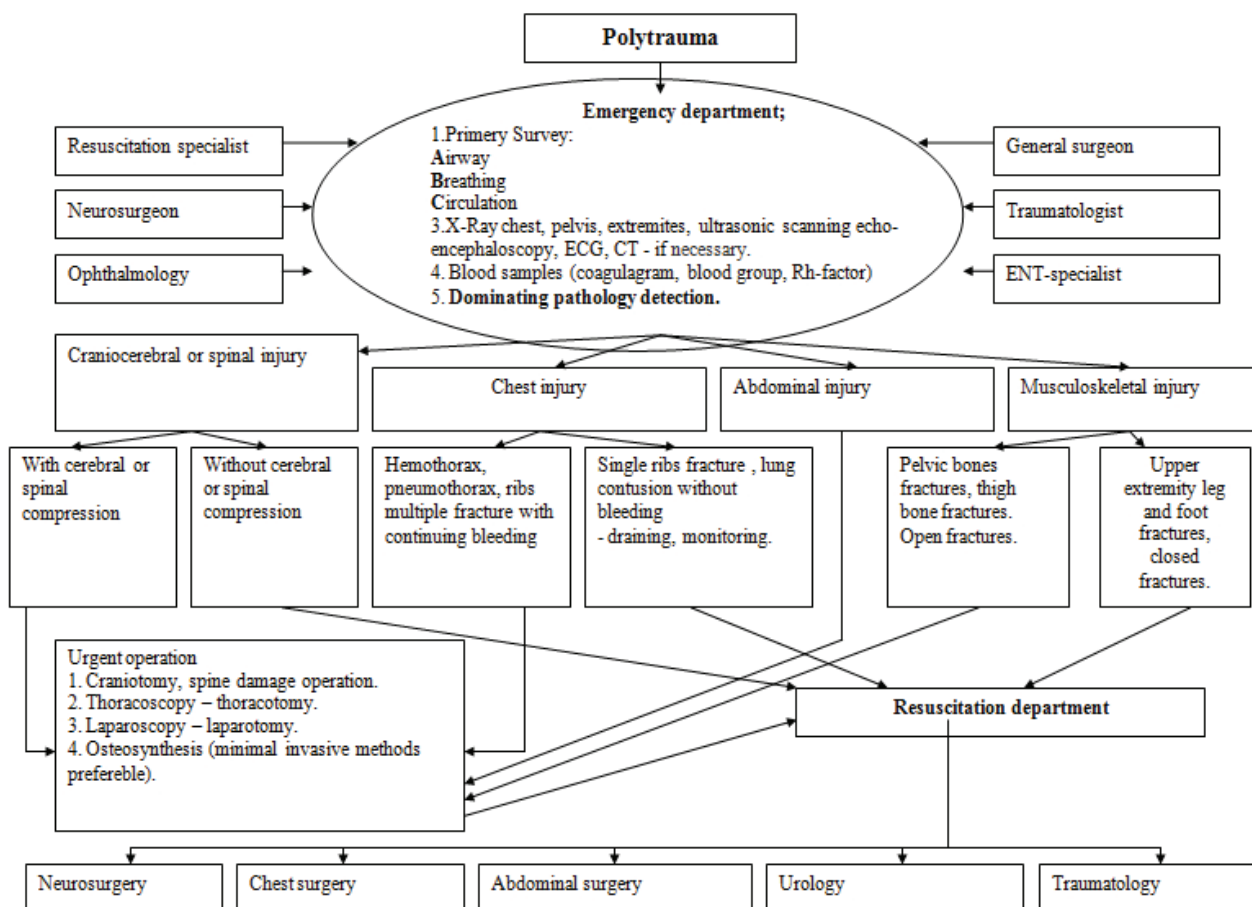 Polytrauma
Emergency department;
1.Primery Survey:
Airway
Breathing
Circulation
3.X-Ray chest, pelvis, extremites, ultrasonic scanning echo-
encephaloscopy, ECG, CT - if necessary.
4. Blood samples (coagulagram, blood group, Rh-factor)
5. Dominating pathology detection.
Resuscitation specialist
Neurosurgeon
Ophthalmology
General surgeon
Traumatologist
ENT-specialist
Craniocerebral or spinal injury
Chest injury
Abdominal injury
Musculoskeletal injury
With cerebral or
spinal
compression
Without cerebral
or spinal
compression
Hemothorax,
pneumothorax, ribs
multiple fracture with
continuing bleeding
Single ribs fracture , lung
contusion without
bleeding
- draining, monitoring.
Pelvic bones
fractures, thigh
bone fractures.
Open fractures.
Upper
extremity leg
and foot
fractures,
closed
fractures.
Urgent operation
1. Craniotomy, spine damage operation.
2. Thoracoscopy – thoracotomy.
3. Laparoscopy – laparotomy.
4. Osteosynthesis (minimal invasive methods
prefereble).
Resuscitation department
Neurosurgery
Chest surgery
Abdominal surgery
Urology
Traumatology